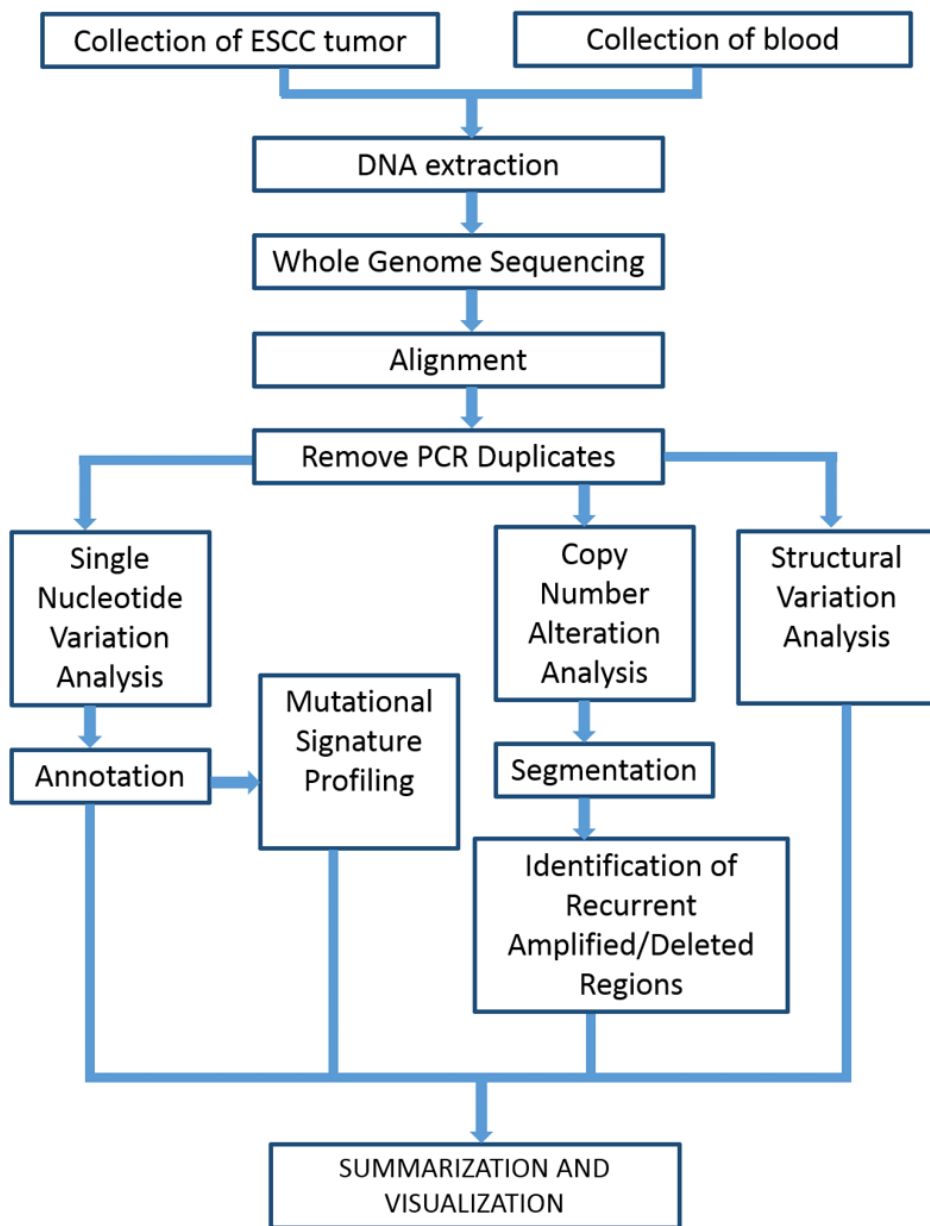 Collection of ESCC tumor
Collection of blood
DNA extraction
Whole Genome Sequencing
Alignment
Remove PCR Duplicates
Single
Nucleotide
Variation
Analysis
Copy
Number
Alteration
Analysis
Structural
Variation
Analysis
Mutational
Signature
Profiling
Annotation
Segmentation
Identification of
Recurrent
Amplified/Deleted
Regions
SUMMARIZATION AND
VISUALIZATION